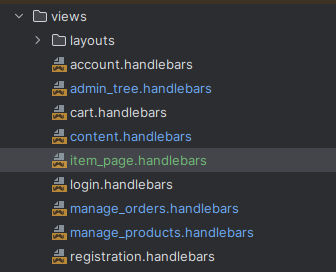 views
layouts
account.handlebars
admin_tree.handlebars
cart.handlebars
content.handlebars
item_page.handlebars
login.handlebars
manage_orders.handlebars
manage_products.handlebars
registration.handlebars